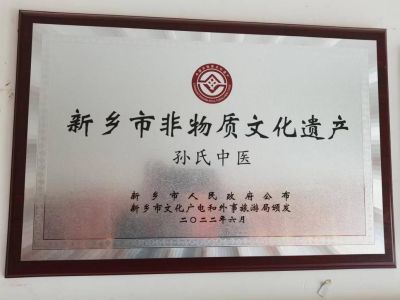 新乡市非物质文化遗产
孙氏中医
新乡市人民政府公布
新乡市文化广电和外事旅游局颁发
二〇二二年六月